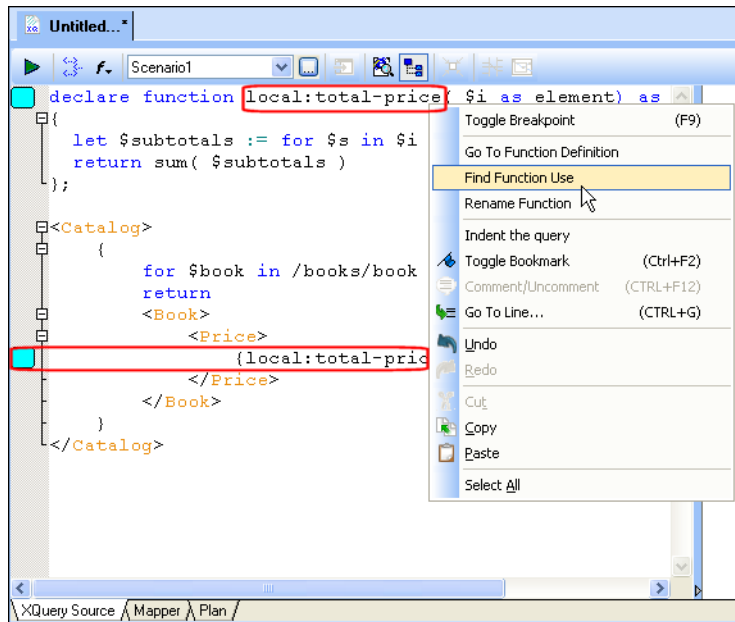 Untitled...*
Scenario1
declare function local:total-price( $i as element) as
{
let $subtotals := for $s in $i
return sum( $subtotals )
};
<Catalog>
{
for $book in /books/book
return
<Book>
<Price>
{local:total-pric
</Price>
</Book>
}
</Catalog>
Toggle Breakpoint (F9)
Go To Function Definition
Find Function Use
Rename Function
Indent the query
Toggle Bookmark (Ctrl+F2)
Comment/Uncomment (CTRL+F12)
Go To Line... (CTRL+G)
Undo
Redo
Cut
Copy
Paste
Select All
XQuery Source Mapper Plan